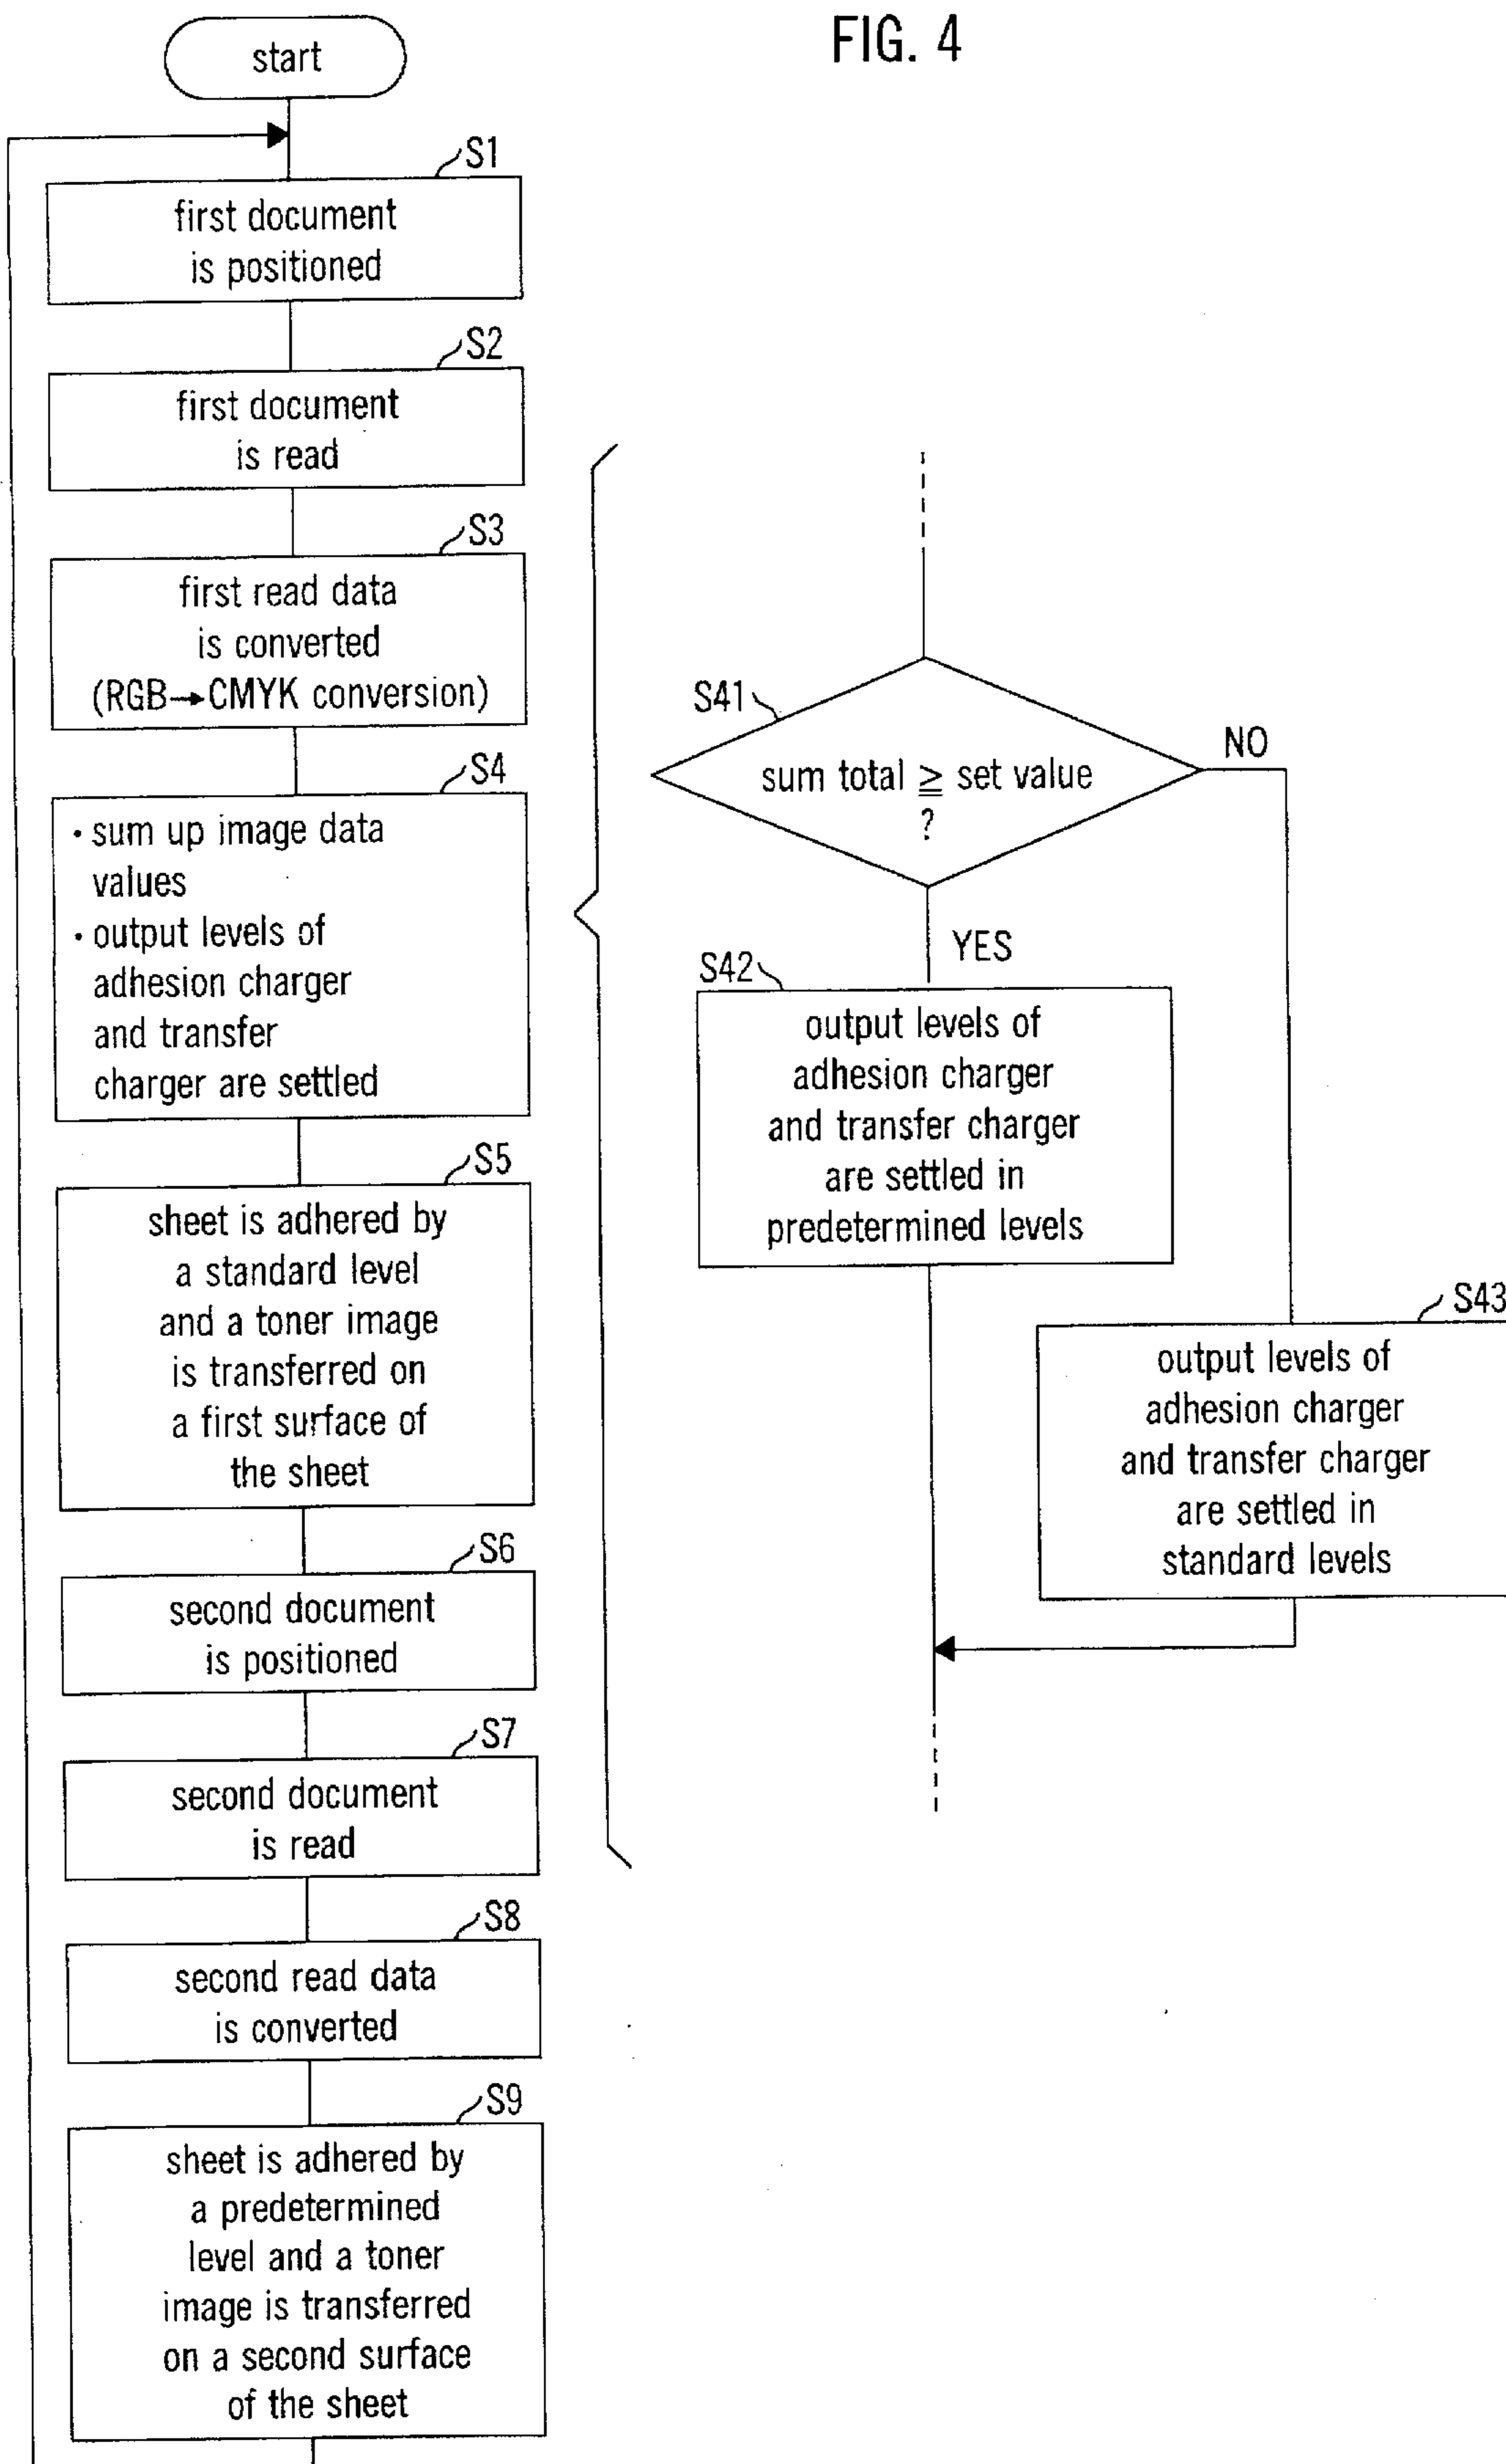 FIG. 4
start
S1
first document
is positioned
S2
first document
is read
S3
first read data
is converted
(RGB→CMYK conversion)
S4
· sum up image data
values
· output levels of
adhesion charger
and transfer
charger are settled
S5
sheet is adhered by
a standard level
and a toner image
is transferred on
a first surface of
the sheet
S6
second document
is positioned
S7
second document
is read
S8
second read data
is converted
S9
sheet is adhered by
a predetermined
level and a toner
image is transferred
on a second surface
of the sheet
S41
sum total ≧ set value
?
NO
YES
S42
output levels of
adhesion charger
and transfer charger
are settled in
predetermined levels
S43
output levels of
adhesion charger
and transfer charger
are settled in
standard levels